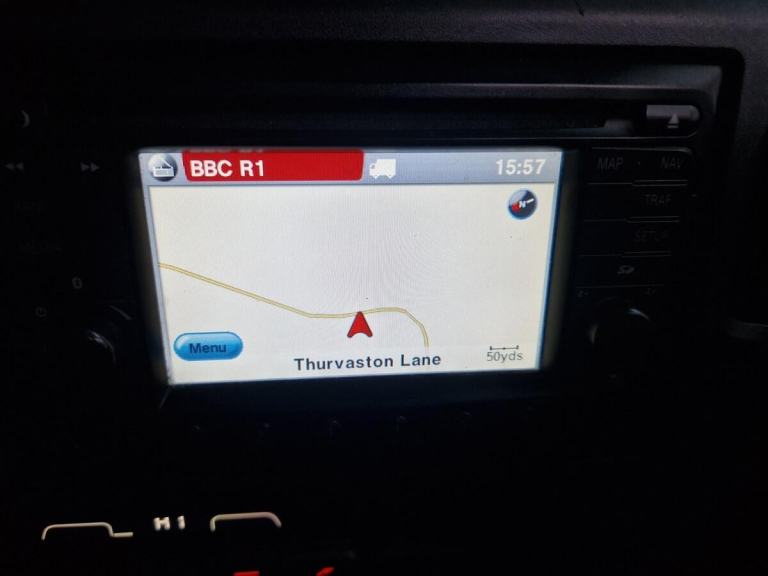 BBC R1
15:57
MAP · NAV
N
TRAF
SETUP
Menu
Thurvaston Lane
50yds